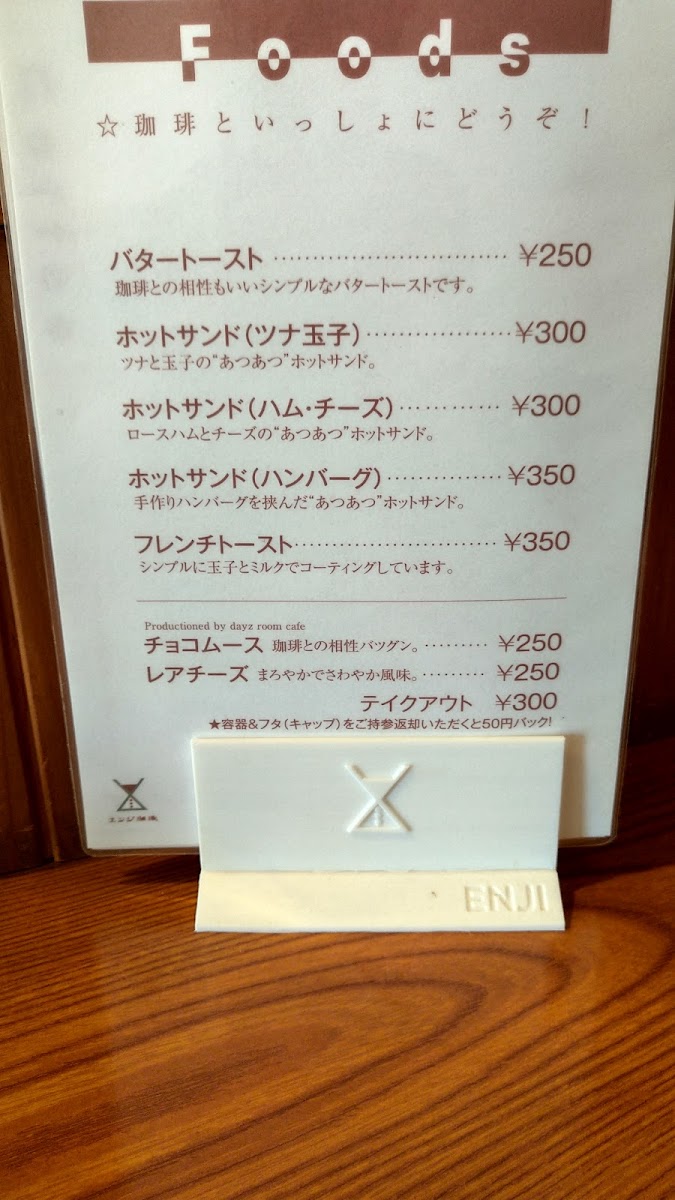 Foods
☆珈琲といっしょにどうぞ！
バタートースト ······························ ¥250
珈琲との相性もいいシンプルなバタートーストです。
ホットサンド(ツナ玉子) ··················· ¥300
ツナと玉子の“あつあつ”ホットサンド。
ホットサンド(ハム・チーズ) ············ ¥300
ロースハムとチーズの“あつあつ”ホットサンド。
ホットサンド(ハンバーグ) ··············· ¥350
手作りハンバーグを挟んだ“あつあつ”ホットサンド。
フレンチトースト ··························· ¥350
シンプルに玉子とミルクでコーティングしています。
Productioned by dayz room cafe
チョコムース 珈琲との相性バツグン。 ········· ¥250
レアチーズ まろやかでさわやか風味。 ········· ¥250
テイクアウト ¥300
★容器&フタ(キャップ)をご持参返却いただくと50円バック!
エンジ珈琲
ENJI